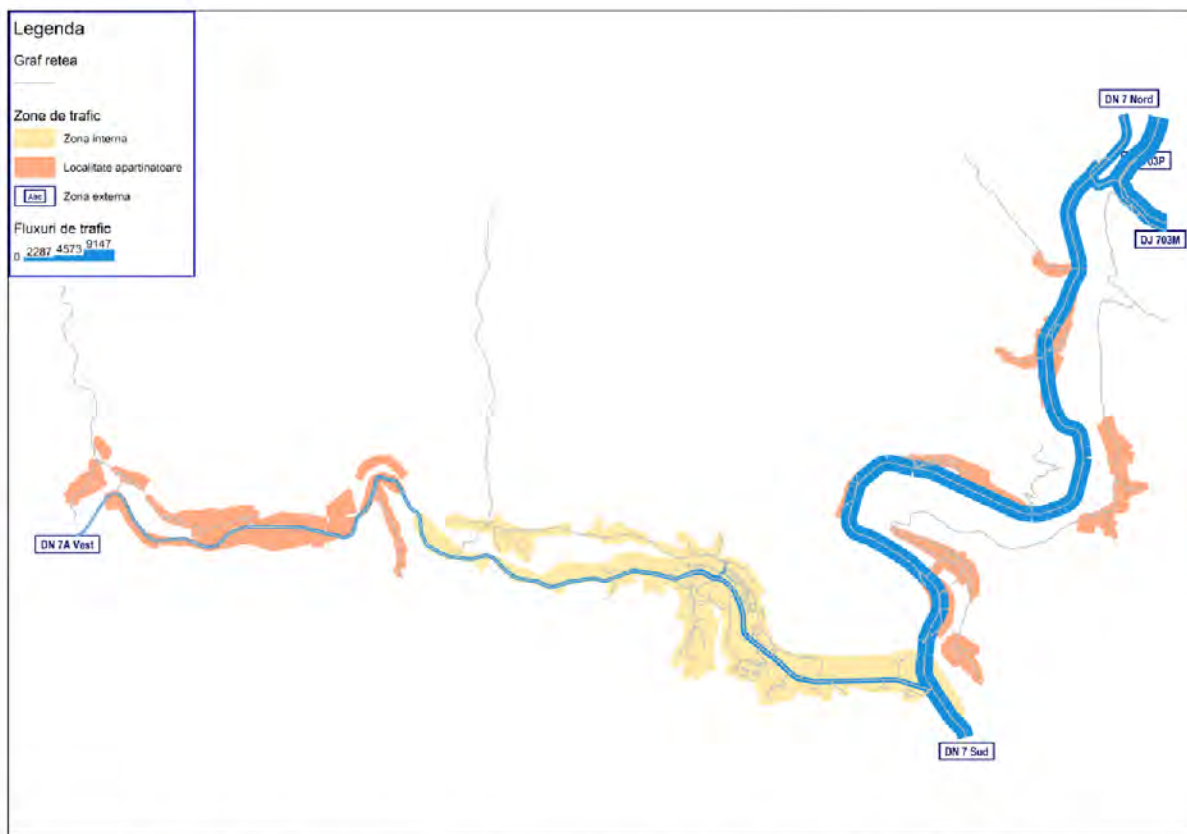 Legenda
Graf retea
Zone de trafic
Zona interna
Localitate apartinatoare
Abc Zona externa
Fluxuri de trafic
0 2287 4573 9147
DN 7 Nord
03P
DJ 703M
DN 7A Vest
DN 7 Sud